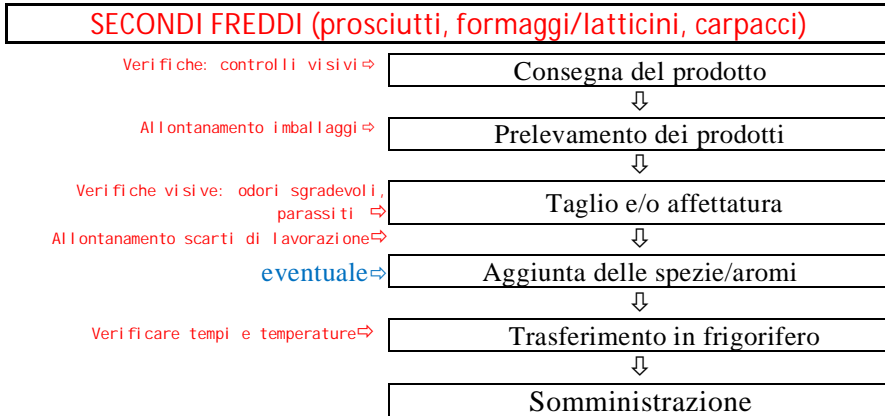 SECONDI FREDDI (prosciutti, formaggi/latticini, carpacci)
Verifiche: controlli visivi⇨
Consegna del prodotto
⇩
Allontanamento imballaggi⇨
Prelevamento dei prodotti
⇩
Verifiche visive: odori sgradevoli,
parassiti ⇨
Taglio e/o affettatura
Allontanamento scarti di lavorazione⇨
⇩
eventuale⇨
Aggiunta delle spezie/aromi
⇩
Verificare tempi e temperature⇨
Trasferimento in frigorifero
⇩
Somministrazione